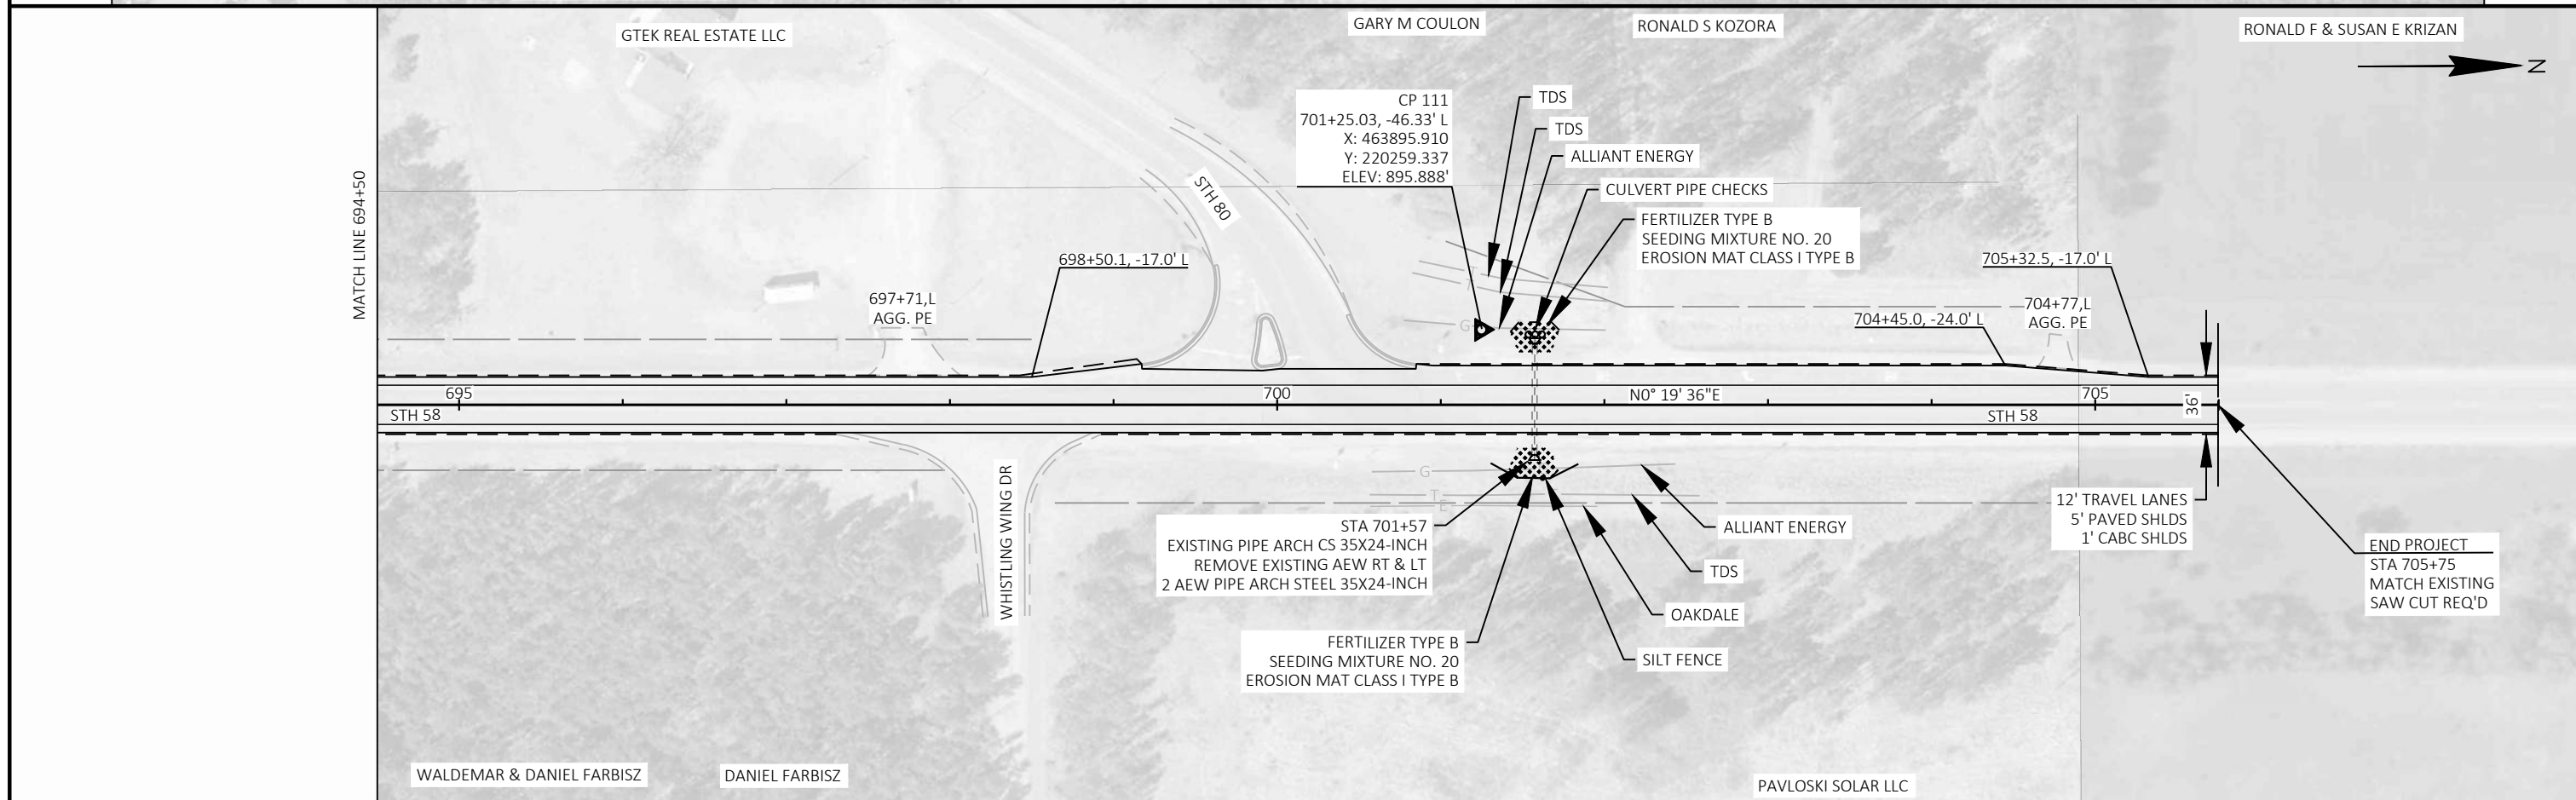 GTEK REAL ESTATE LLC
GARY M COULON
RONALD S KOZORA
RONALD F & SUSAN E KRIZAN
N
CP 111
701+25.03, -46.33' L
X: 463895.910
Y: 220259.337
ELEV: 895.888'
TDS
TDS
ALLIANT ENERGY
CULVERT PIPE CHECKS
FERTILIZER TYPE B
SEEDING MIXTURE NO. 20
EROSION MAT CLASS I TYPE B
STH 80
MATCH LINE 694+50
698+50.1, -17.0' L
705+32.5, -17.0' L
697+71,L
AGG. PE
704+77,L
AGG. PE
704+45.0, -24.0' L
G
T
695
700
N0° 19' 36"E
705
36'
STH 58
STH 58
WHISTLING WING DR
G
T
E
12' TRAVEL LANES
5' PAVED SHLDS
1' CABC SHLDS
STA 701+57
EXISTING PIPE ARCH CS 35X24-INCH
REMOVE EXISTING AEW RT & LT
2 AEW PIPE ARCH STEEL 35X24-INCH
ALLIANT ENERGY
TDS
OAKDALE
SILT FENCE
END PROJECT
STA 705+75
MATCH EXISTING
SAW CUT REQ'D
FERTILIZER TYPE B
SEEDING MIXTURE NO. 20
EROSION MAT CLASS I TYPE B
WALDEMAR & DANIEL FARBISZ
DANIEL FARBISZ
PAVLOSKI SOLAR LLC